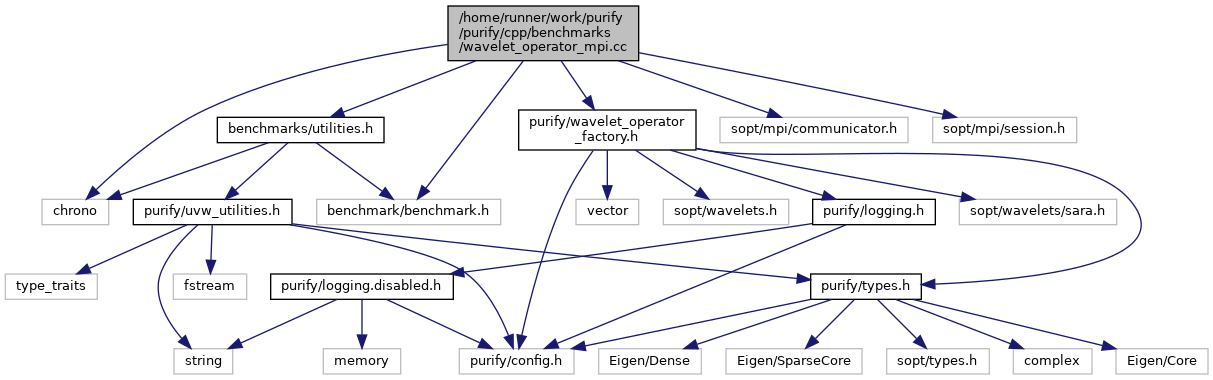 /home/runner/work/purify
/purify/cpp/benchmarks
/wavelet_operator_mpi.cc
benchmarks/utilities.h
purify/wavelet_operator
_factory.h
sopt/mpi/communicator.h
sopt/mpi/session.h
chrono
purify/uvw_utilities.h
benchmark/benchmark.h
vector
sopt/wavelets.h
purify/logging.h
sopt/wavelets/sara.h
type_traits
fstream
purify/logging.disabled.h
purify/types.h
string
memory
purify/config.h
Eigen/Dense
Eigen/SparseCore
sopt/types.h
complex
Eigen/Core